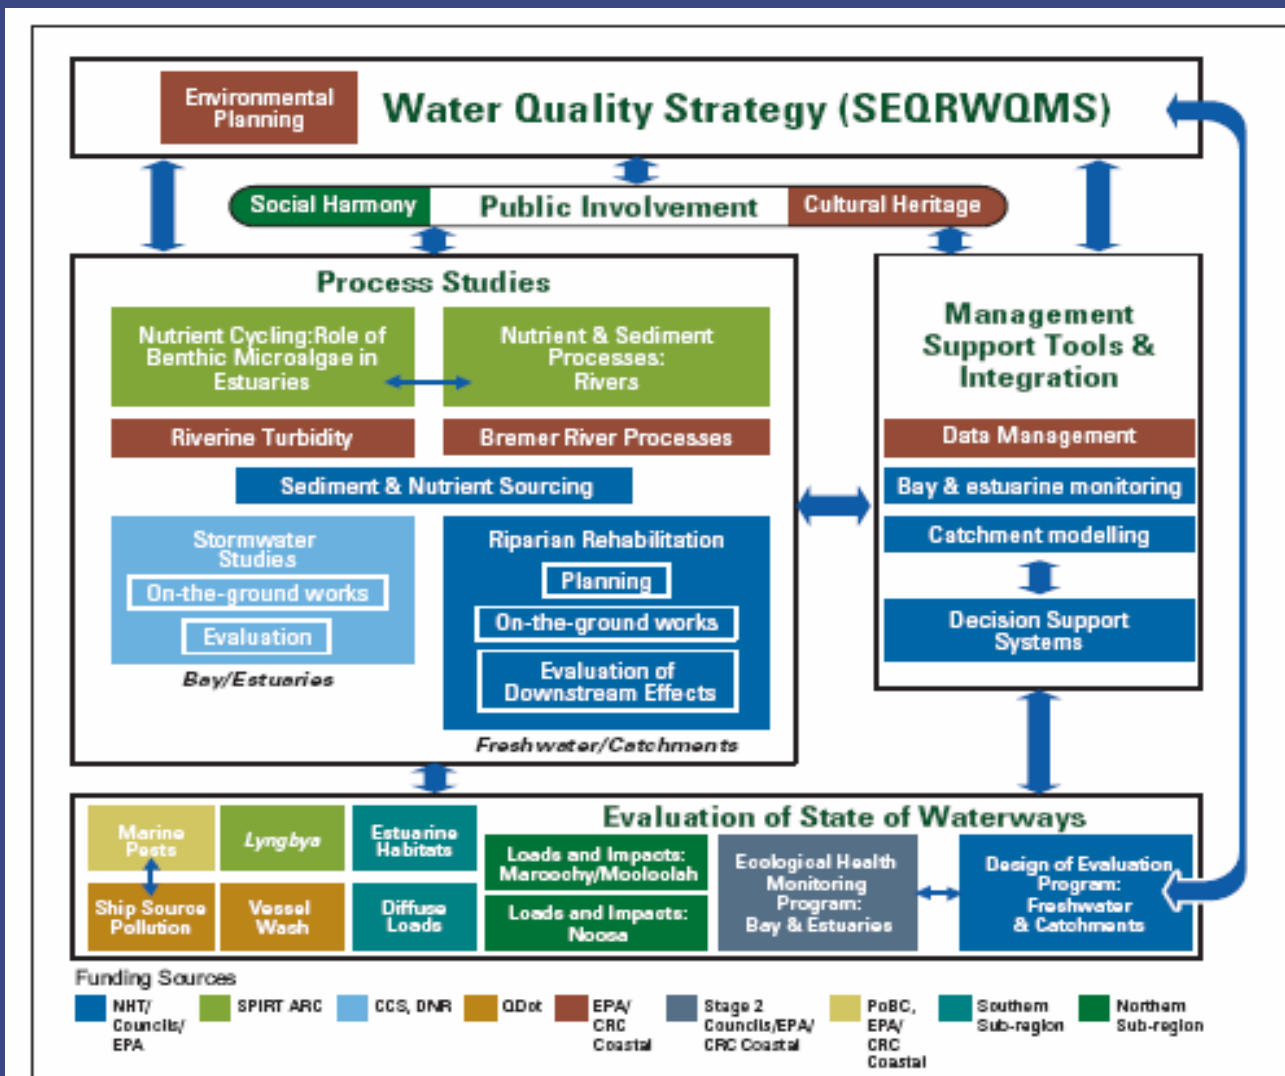 Environmental
Planning
Water Quality Strategy (SEQRWQMS)
Social Harmony
Public Involvement
Cultural Heritage
Process Studies
Nutrient Cycling:Role of
Benthic Microalgae in
Estuaries
Nutrient & Sediment
Processes:
Rivers
Riverine Turbidity
Bremer River Processes
Sediment & Nutrient Sourcing
Stormwater
Studies
On-the-ground works
Evaluation
Bay/Estuaries
Riparian Rehabilitation
Planning
On-the-ground works
Evaluation of
Downstream Effects
Freshwater/Catchments
Management
Support Tools &
Integration
Data Management
Bay & estuarine monitoring
Catchment modelling
Decision Support
Systems
Evaluation of State of Waterways
Marine
Pests
Lyngbya
Estuarine
Habitats
Ship Source
Pollution
Vessel
Wash
Diffuse
Loads
Loads and Impacts:
Maroochy/Mooloolah
Loads and Impacts:
Noosa
Ecological Health
Monitoring
Program:
Bay & Estuaries
Design of Evaluation
Program:
Freshwater
& Catchments
Funding Sources
NHT/
Councils/
EPA
SPIRT ARC
CCS, DNR
QDot
EPA/
CRC
Coastal
Stage 2
Councils/EPA/
CRC Coastal
PoBC,
EPA/
CRC
Coastal
Southern
Sub-region
Northern
Sub-region